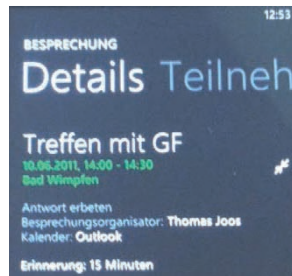 12:53
BESPRECHUNG
Details Teilneh
Treffen mit GF
10.06.2011, 14:00 - 14:30
Bad Wimpfen
Antwort erbeten
Besprechungsorganisator: Thomas Joos
Kalender: Outlook
Erinnerung: 15 Minuten